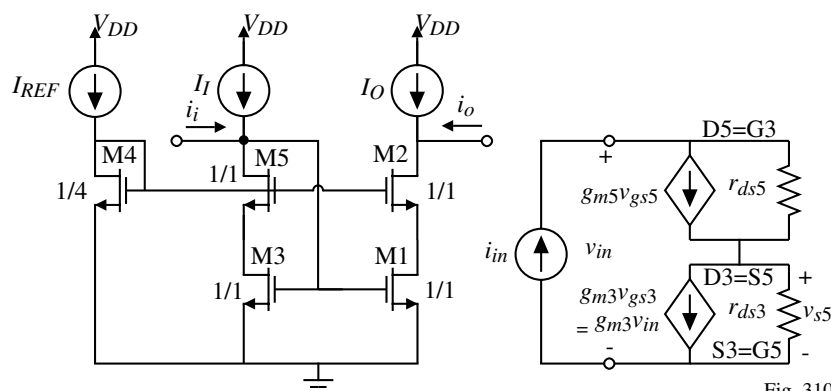 VDD
VDD
VDD
IREF
II
IO
ii
io
M4
M5
M2
1/4
1/1
1/1
M3
M1
1/1
1/1
D5=G3
+
gm5vgs5
rds5
iin
vin
D3=S5
+
gm3vgs3
= gm3vin
rds3
vs5
-
S3=G5
-